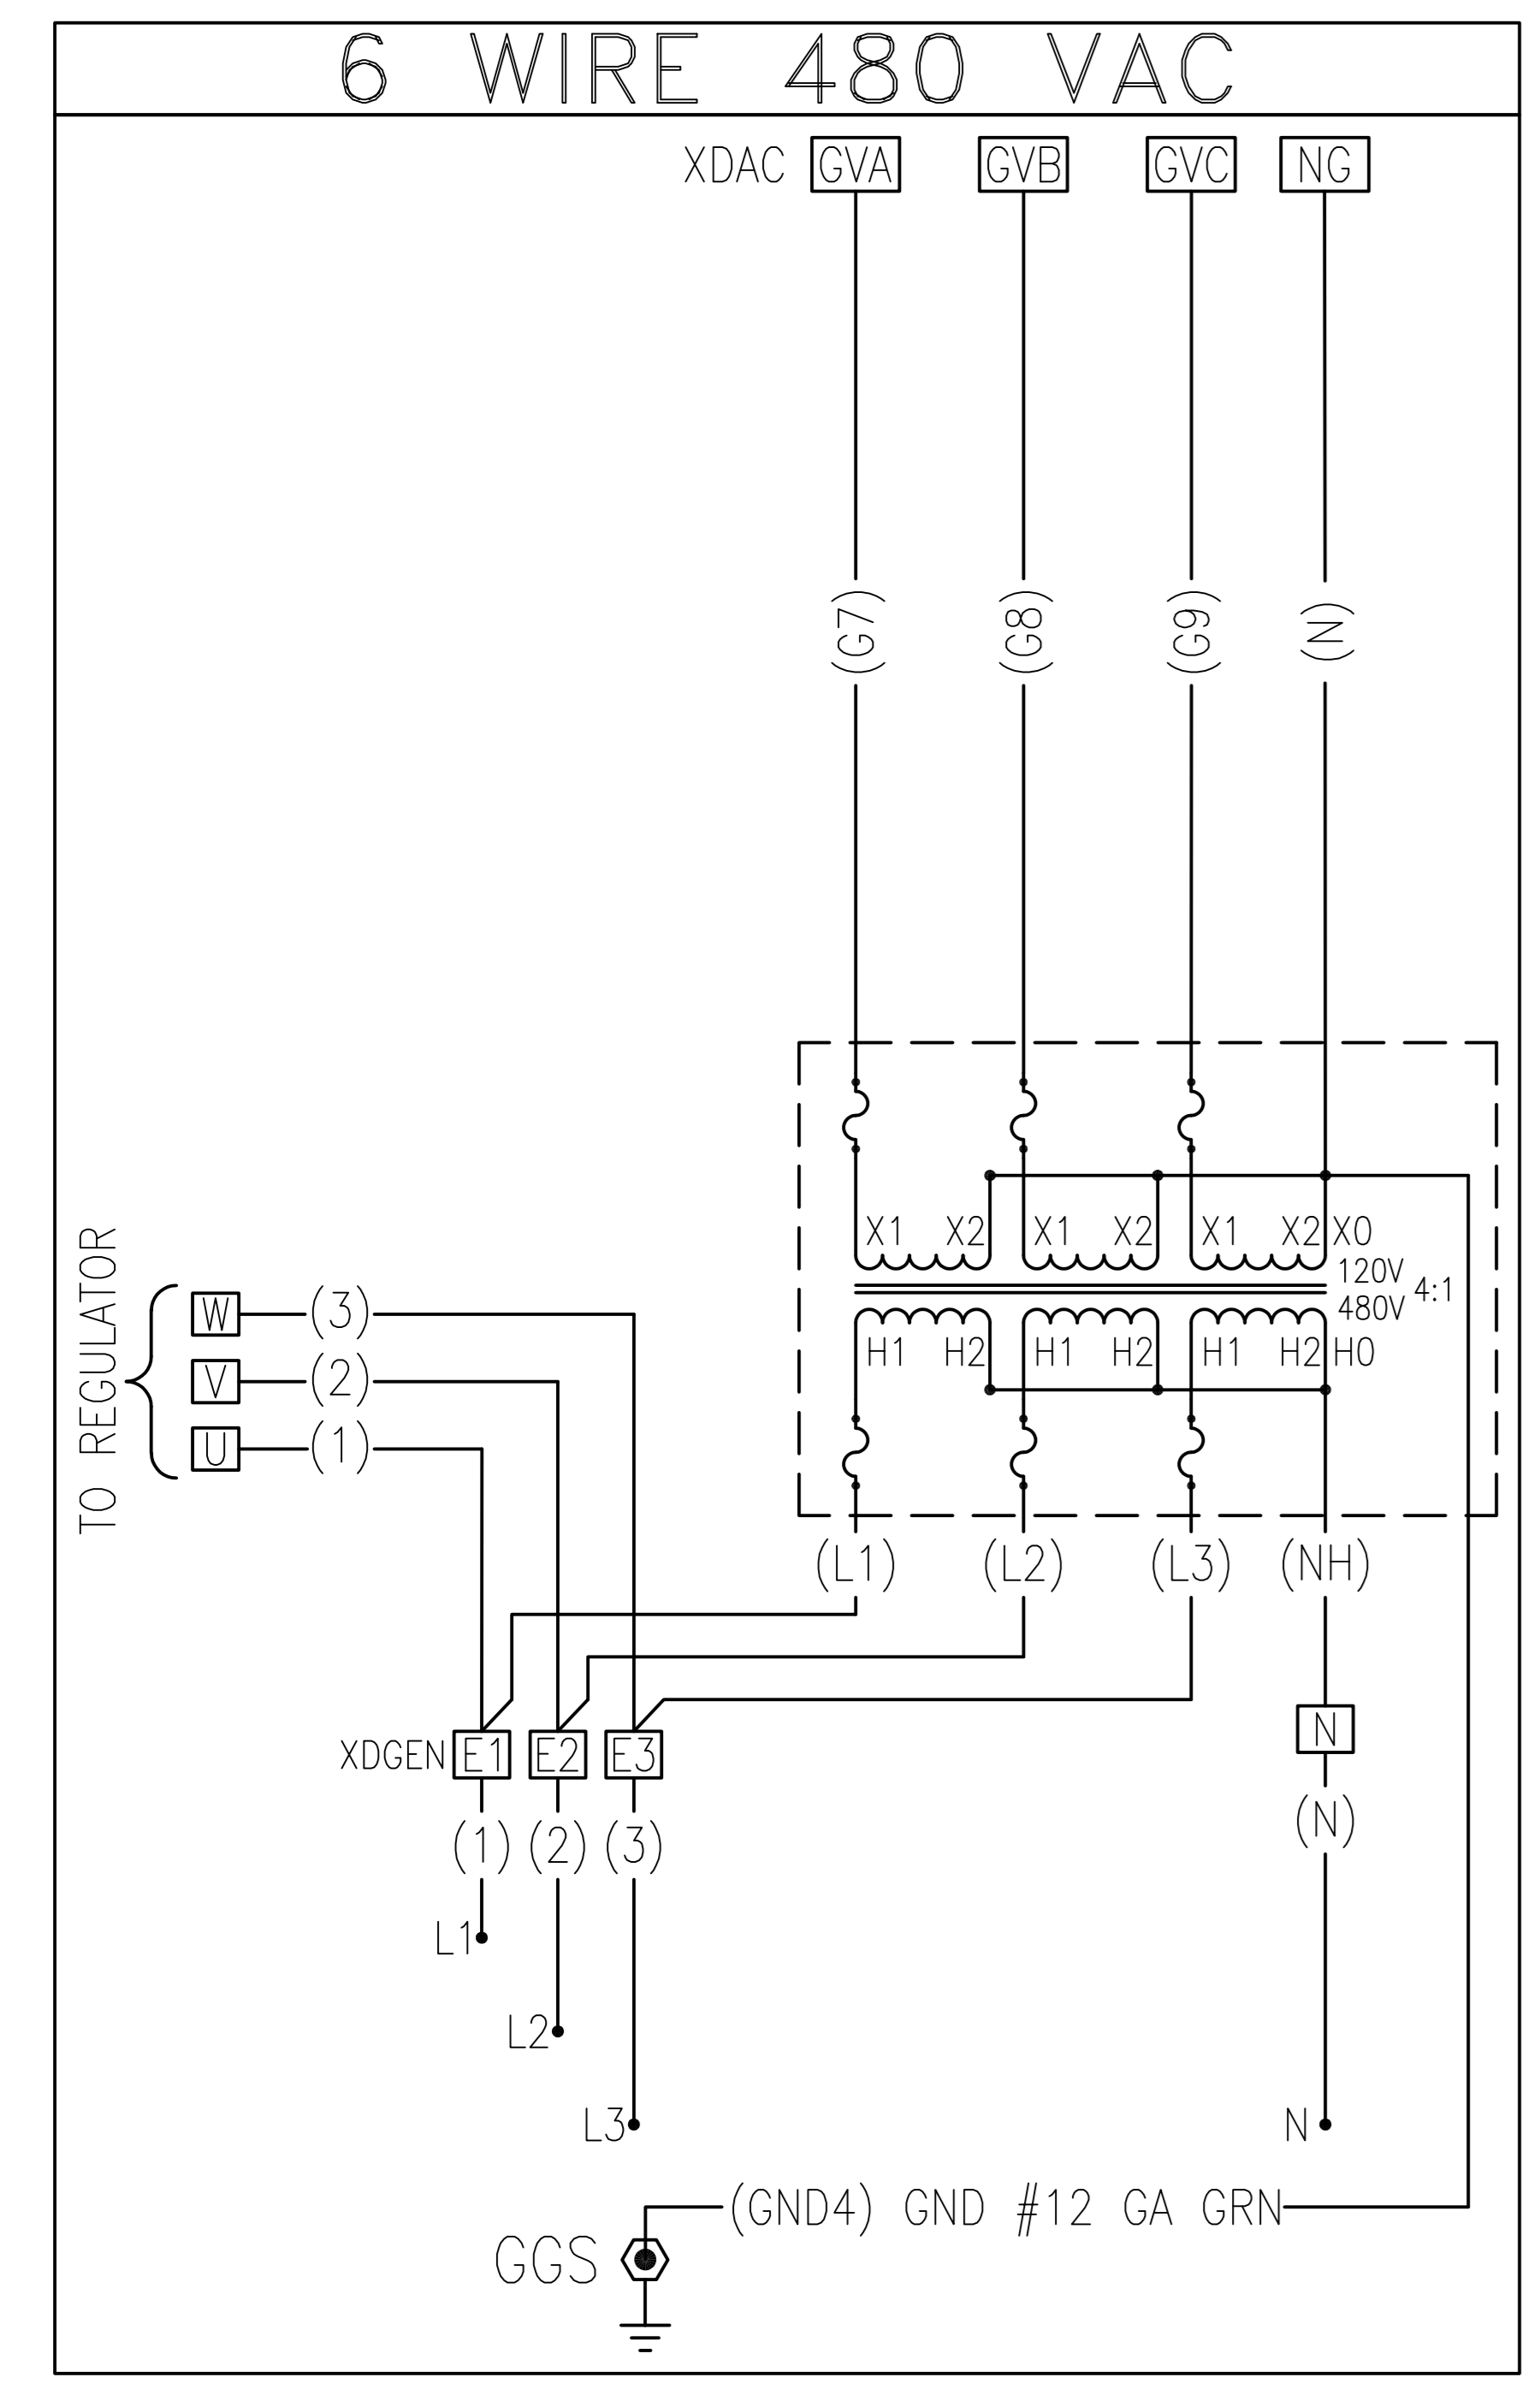 6 WIRE 480 VAC
XDAC GVA GVB GVC NG
(G7) (G8) (G9) (N)
X1 X2 X1 X2 X1 X2 X0
120V
4:1
480V
H1 H2 H1 H2 H1 H2 H0
TO REGULATOR
W (3)
V (2)
U (1)
(L1) (L2) (L3) (NH)
XDGEN E1 E2 E3 N
(1) (2) (3) (N)
L1
L2
L3 N
(GND4) GND #12 GA GRN
GGS